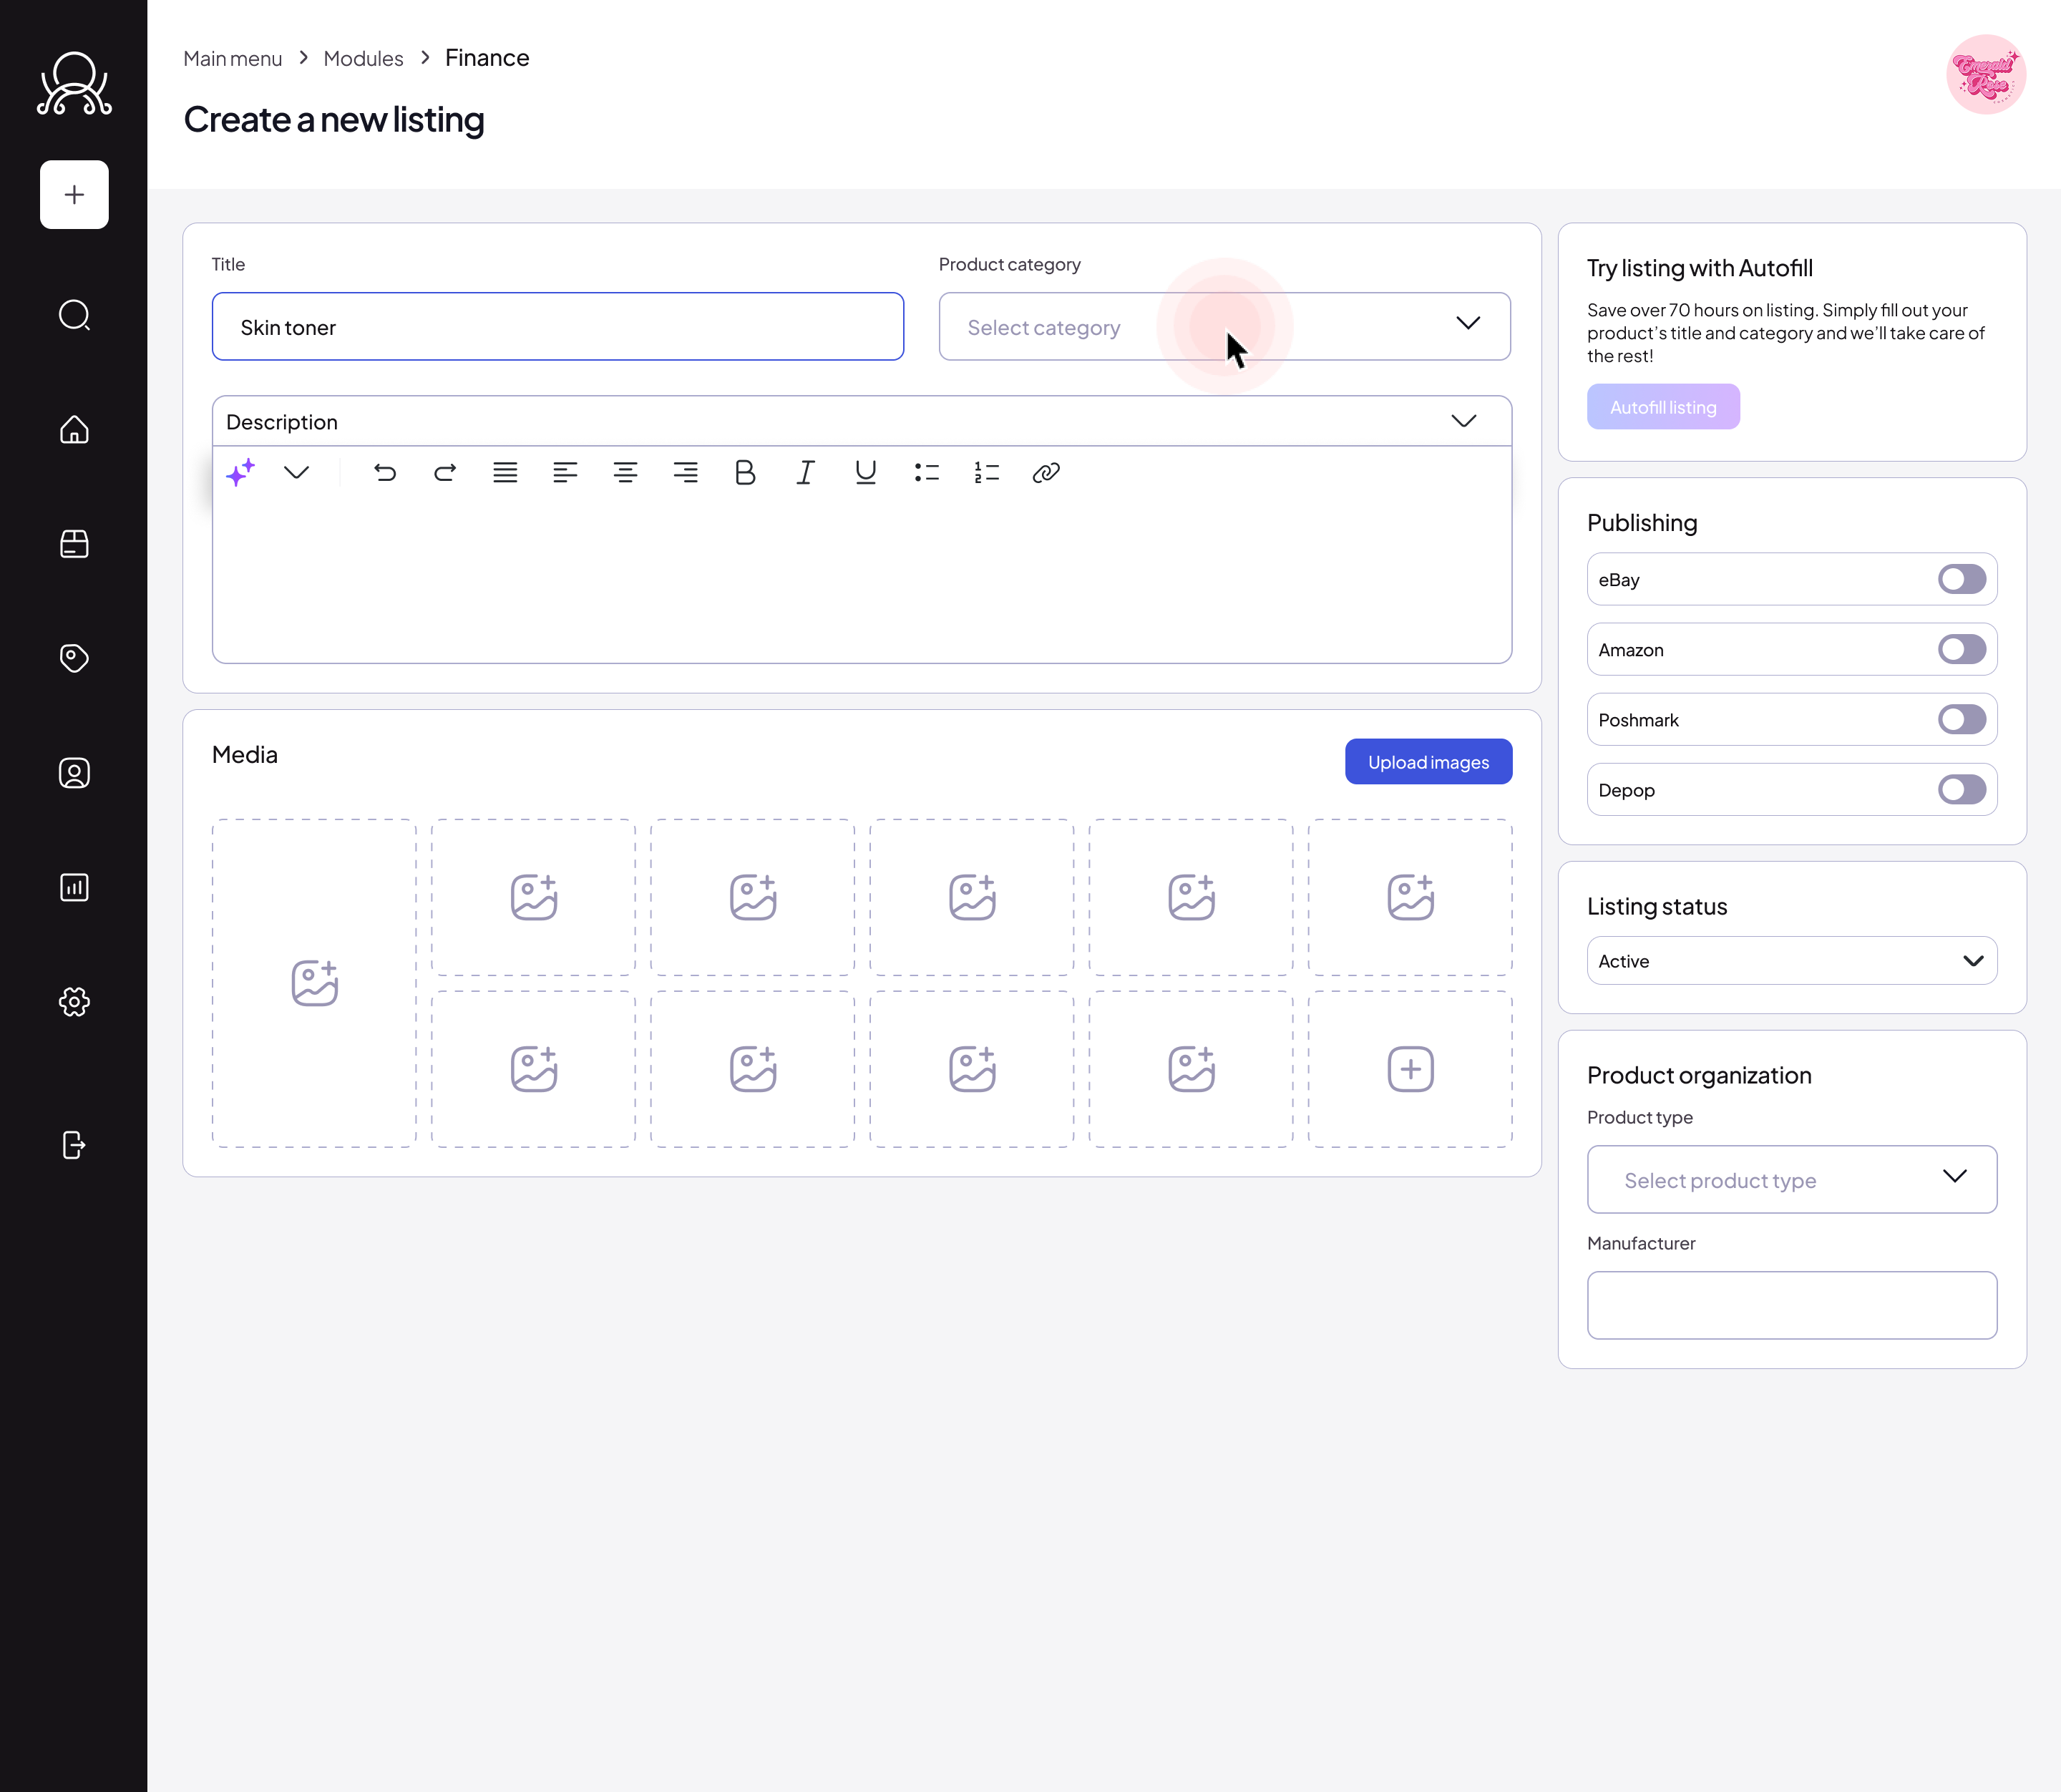 Main menu > Modules > Finance
Create a new listing
Emerald
Rose
Title
Product category
Skin toner
Select category
Description
Media
Upload images
Try listing with Autofill
Save over 70 hours on listing. Simply fill out your
product’s title and category and we’ll take care of
the rest!
Autofill listing
Publishing
eBay
Amazon
Poshmark
Depop
Listing status
Active
Product organization
Product type
Select product type
Manufacturer